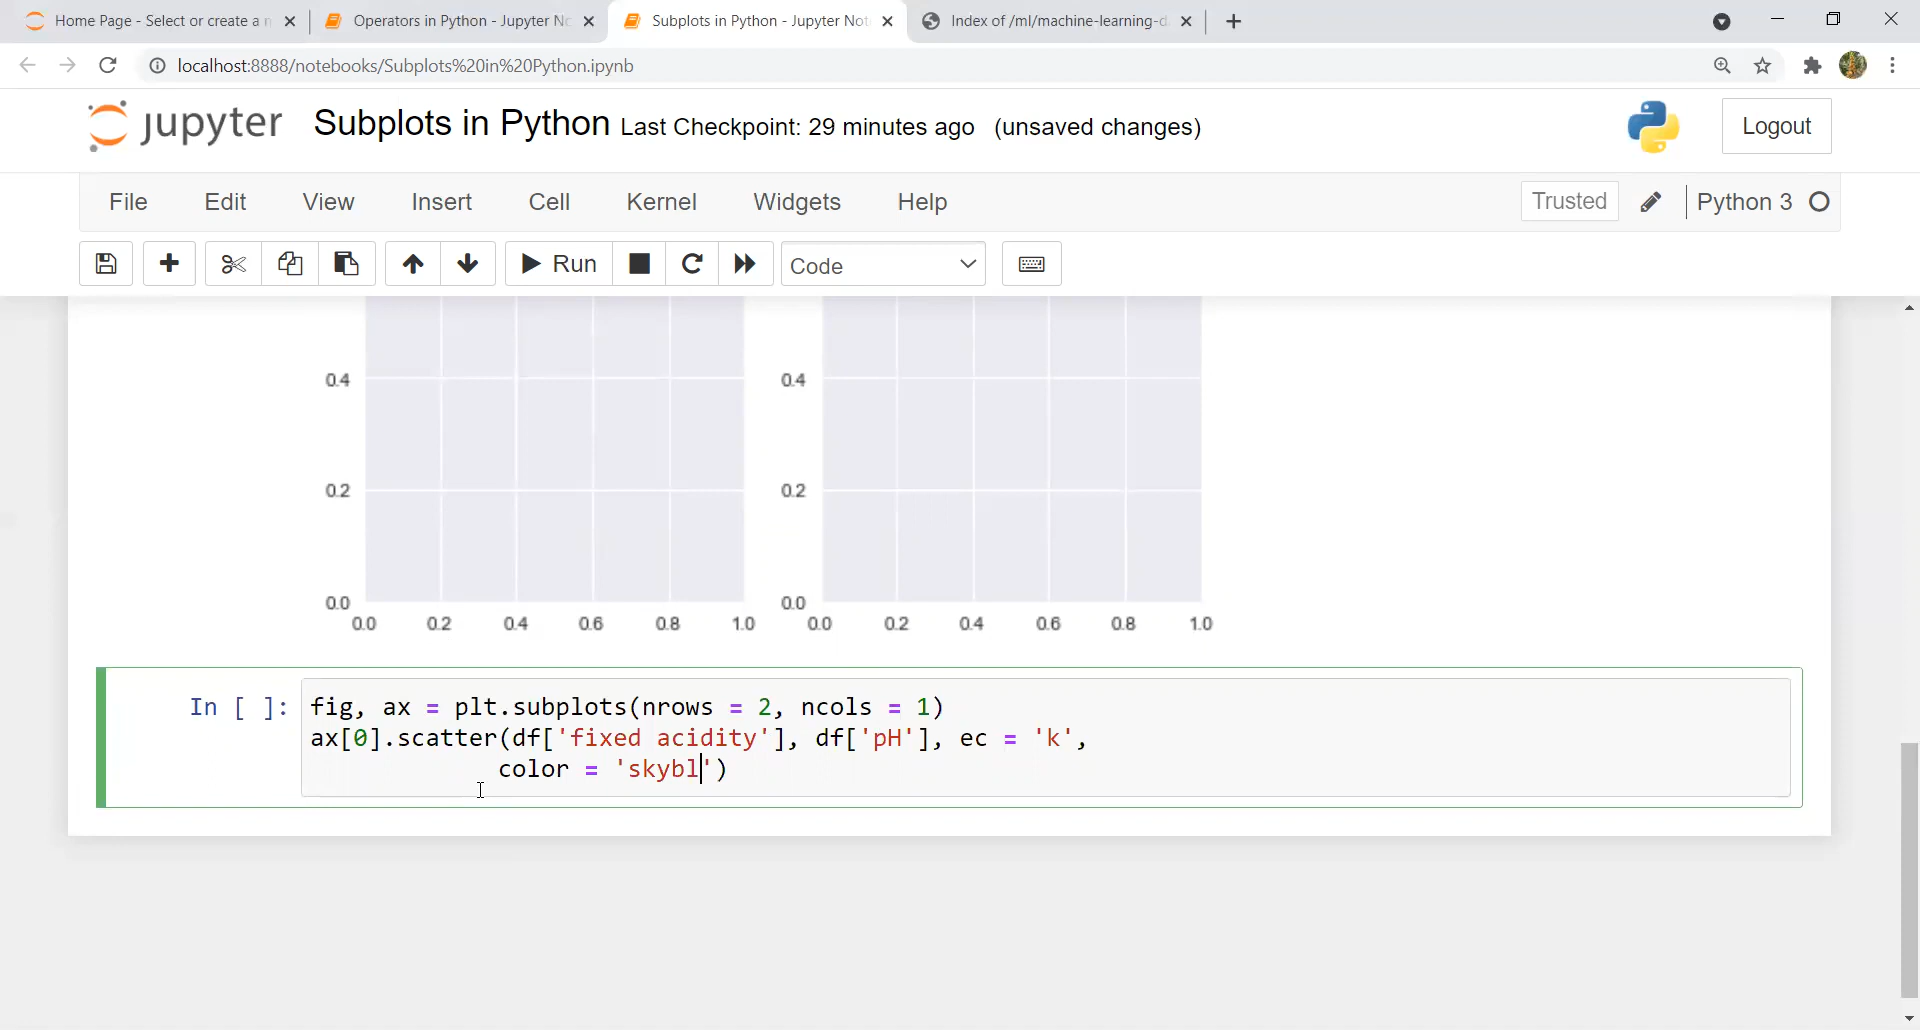 Home Page - Select or create a n
Operators in Python - Jupyter No
Subplots in Python - Jupyter Not
Index of /ml/machine-learning-d
localhost:8888/notebooks/Subplots%20in%20Python.ipynb
jupyter Subplots in Python Last Checkpoint: 29 minutes ago (unsaved changes)
Logout
File Edit View Insert Cell Kernel Widgets Help Trusted Python 3
Run Code
0.4 0.4
0.2 0.2
0.0 0.0
0.0 0.2 0.4 0.6 0.8 1.0 0.0 0.2 0.4 0.6 0.8 1.0
In [ ]: fig, ax = plt.subplots(nrows = 2, ncols = 1)
ax[0].scatter(df['fixed acidity'], df['pH'], ec = 'k',
color = 'skybl')